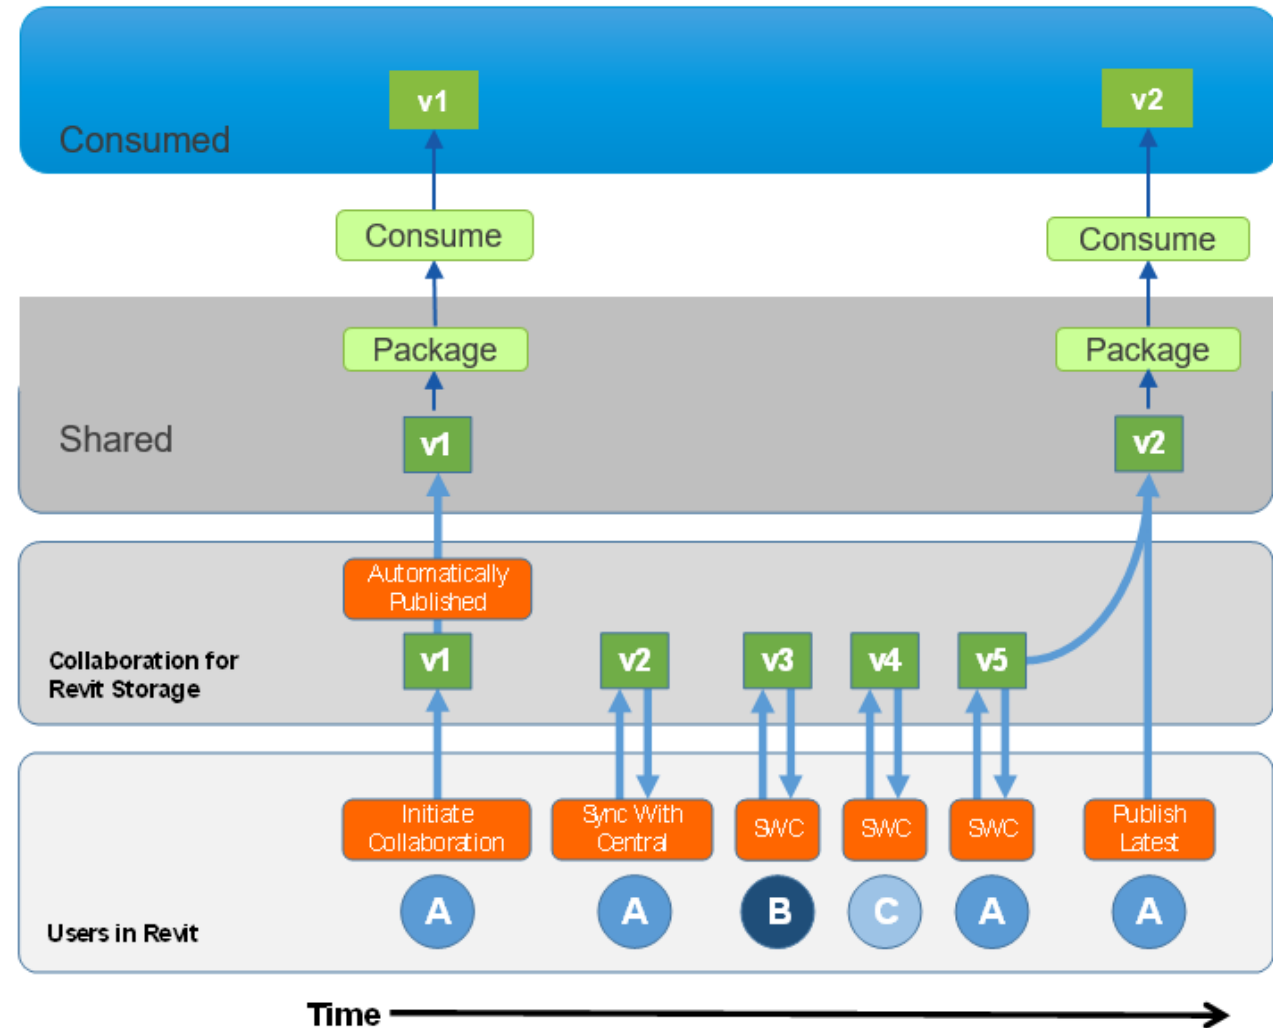 v1
v2
Consumed
Consume
Consume
Package
Package
Shared
v1
v2
Automatically
Published
Collaboration for
Revit Storage
v1
v2
v3
v4
v5
Initiate
Collaboration
Sync With
Central
SWC
SWC
SWC
Publish
Latest
Users in Revit
A
A
B
C
A
A
Time